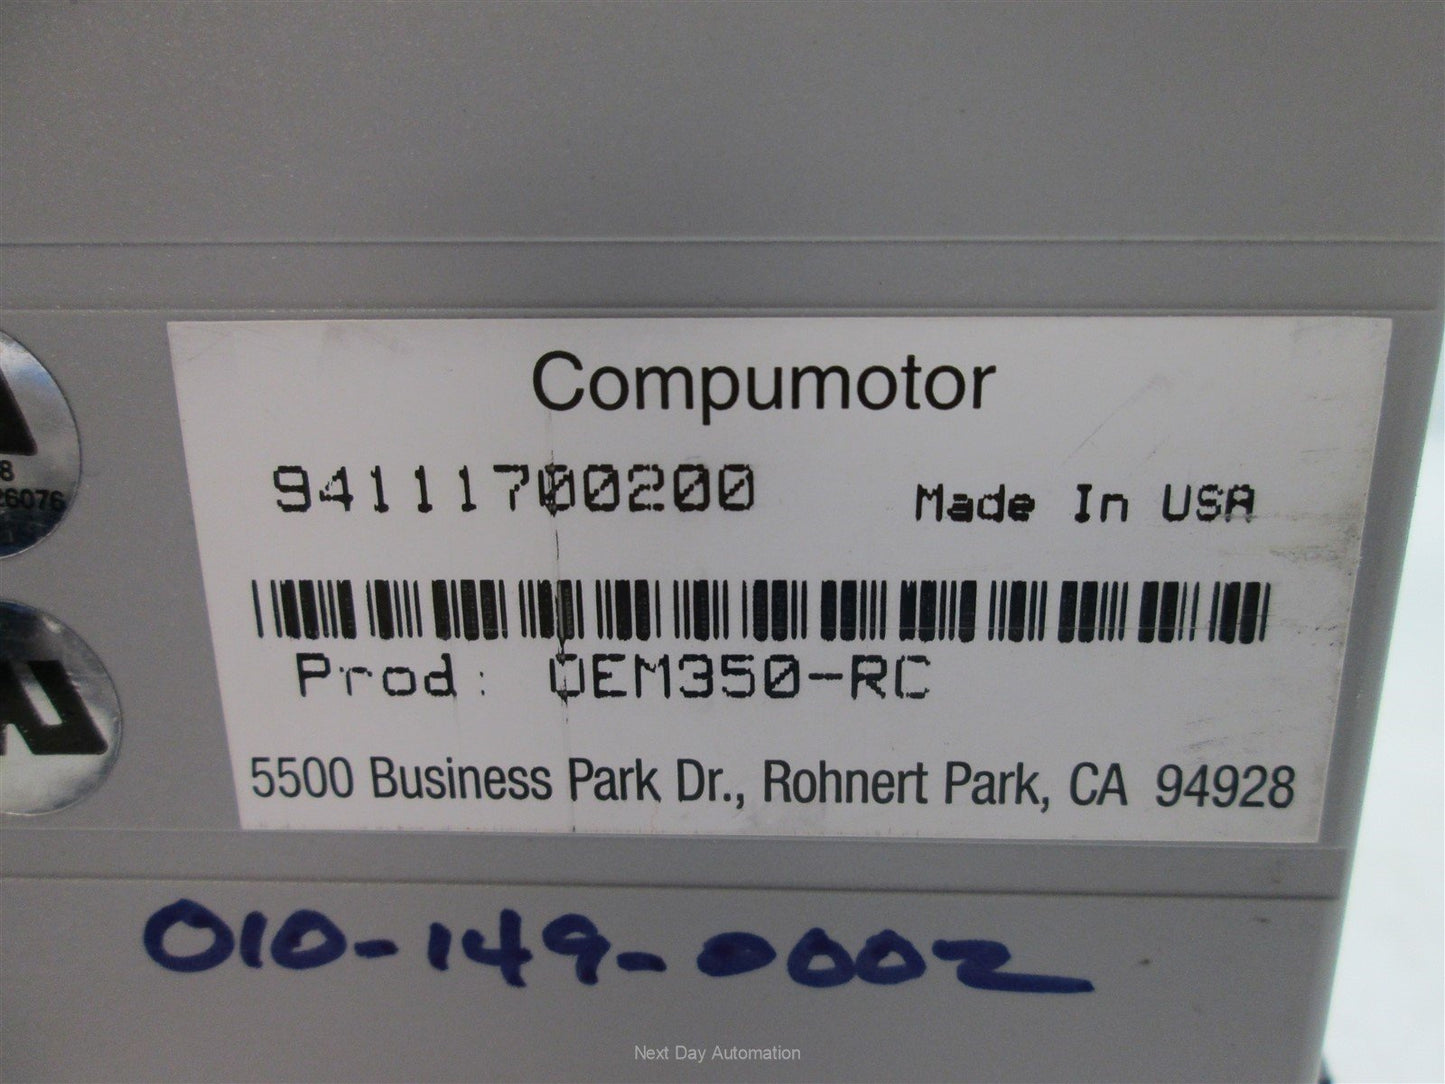 Compumotor
94111700200 Made In USA
Prod: OEM350-RC
5500 Business Park Dr., Rohnert Park, CA 94928
010-149-0002
Next Day Automation